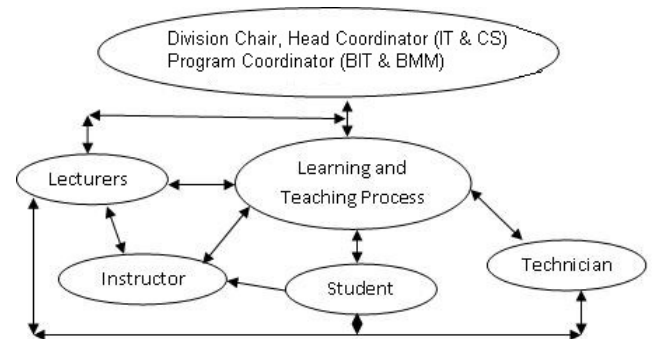 Division Chair, Head Coordinator (IT & CS)
Program Coordinator (BIT & BMM)
Lecturers
Learning and
Teaching Process
Instructor
Student
Technician